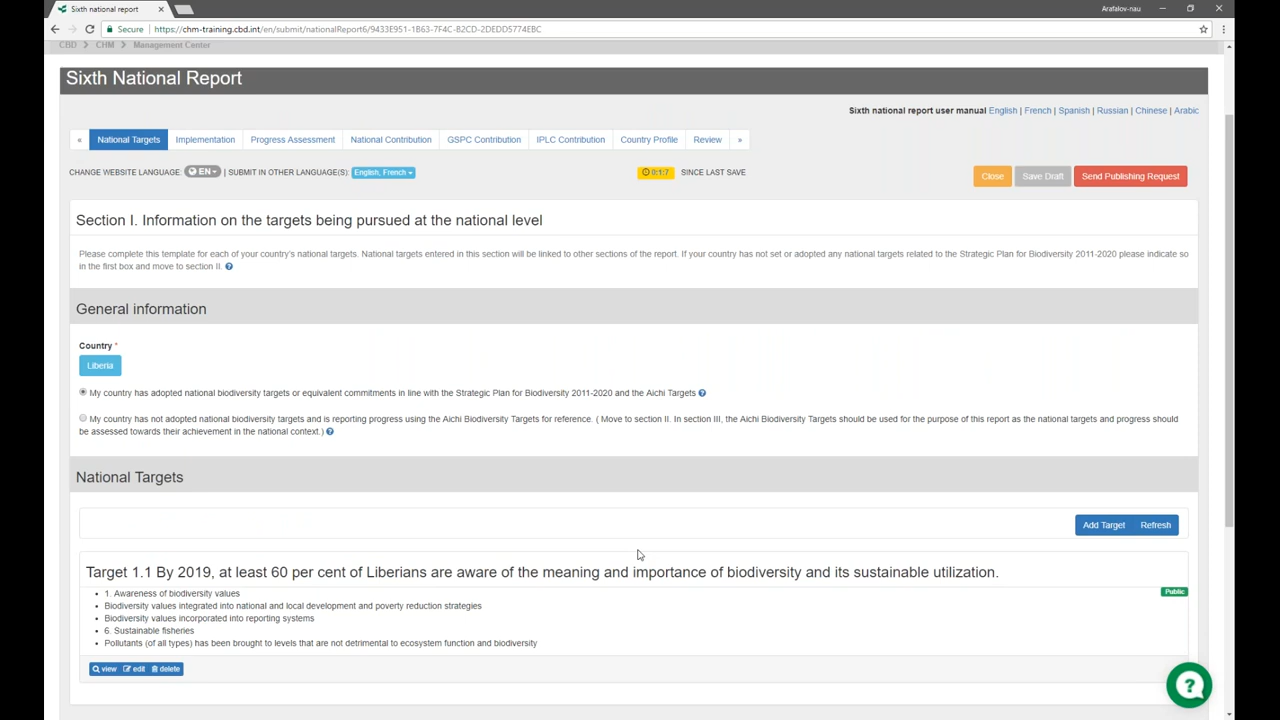 Sixth national report
Arafalov-nau
Secure | https://chm-training.cbd.int/en/submit/nationalReport6/9433E951-1B63-7F4C-B2CD-2DEDD5774EBC
CBD CHM Management Center
Sixth National Report
Sixth national report user manual English | French | Spanish | Russian | Chinese | Arabic
« National Targets Implementation Progress Assessment National Contribution GSPC Contribution IPLC Contribution Country Profile Review »
CHANGE WEBSITE LANGUAGE: EN | SUBMIT IN OTHER LANGUAGE(S): English, French 0:1:7 SINCE LAST SAVE Close Save Draft Send Publishing Request
Section I. Information on the targets being pursued at the national level
Please complete this template for each of your country's national targets. National targets entered in this section will be linked to other sections of the report. If your country has not set or adopted any national targets related to the Strategic Plan for Biodiversity 2011-2020 please indicate so
in the first box and move to section II. ?
General information
Country *
Liberia
My country has adopted national biodiversity targets or equivalent commitments in line with the Strategic Plan for Biodiversity 2011-2020 and the Aichi Targets ?
My country has not adopted national biodiversity targets and is reporting progress using the Aichi Biodiversity Targets for reference. ( Move to section II. In section III, the Aichi Biodiversity Targets should be used for the purpose of this report as the national targets and progress should
be assessed towards their achievement in the national context.) ?
National Targets
Add Target Refresh
Target 1.1 By 2019, at least 60 per cent of Liberians are aware of the meaning and importance of biodiversity and its sustainable utilization.
Public
• 1. Awareness of biodiversity values
• Biodiversity values integrated into national and local development and poverty reduction strategies
• Biodiversity values incorporated into reporting systems
• 6. Sustainable fisheries
• Pollutants (of all types) has been brought to levels that are not detrimental to ecosystem function and biodiversity
view edit delete
?